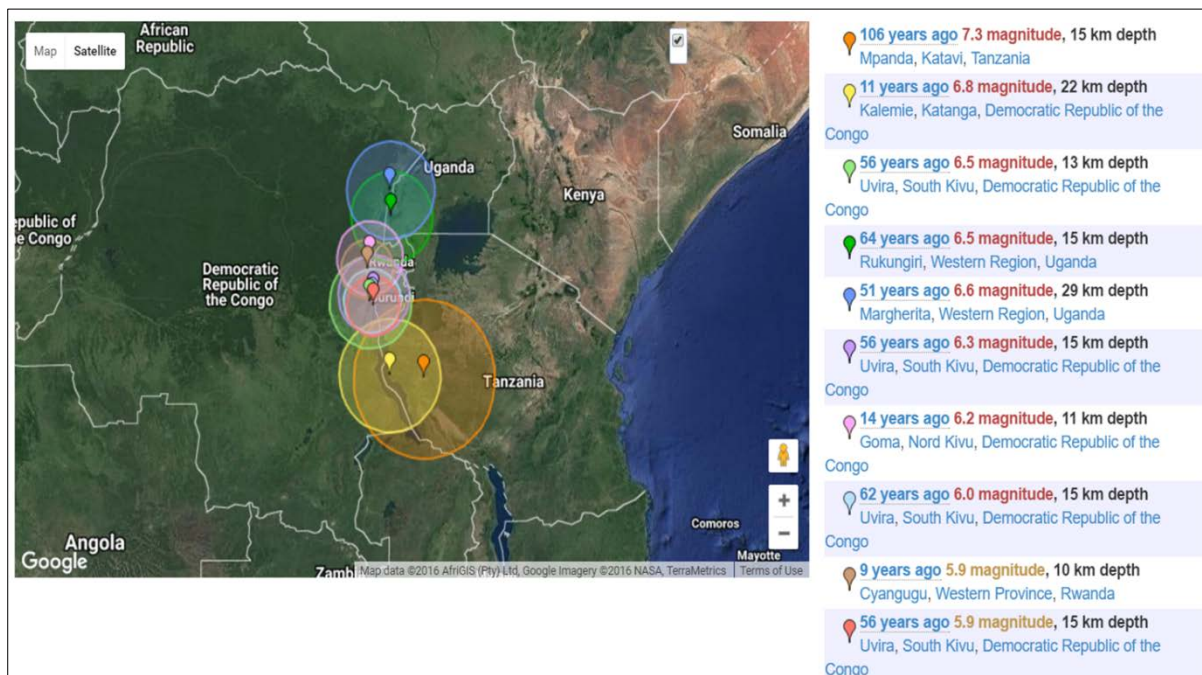 Map Satellite
African
Republic
Somalia
Uganda
Kenya
epublic of
e Congo
Democratic
Republic of
the Congo
Rwanda
Burundi
Tanzania
Angola
Comoros
Mayotte
Google
Map data ©2016 AfriGIS (Pty) Ltd, Google Imagery ©2016 NASA, TerraMetrics Terms of Use
106 years ago 7.3 magnitude, 15 km depth
Mpanda, Katavi, Tanzania
11 years ago 6.8 magnitude, 22 km depth
Kalemie, Katanga, Democratic Republic of the
Congo
56 years ago 6.5 magnitude, 13 km depth
Uvira, South Kivu, Democratic Republic of the
Congo
64 years ago 6.5 magnitude, 15 km depth
Rukungiri, Western Region, Uganda
51 years ago 6.6 magnitude, 29 km depth
Margherita, Western Region, Uganda
56 years ago 6.3 magnitude, 15 km depth
Uvira, South Kivu, Democratic Republic of the
Congo
14 years ago 6.2 magnitude, 11 km depth
Goma, Nord Kivu, Democratic Republic of the
Congo
62 years ago 6.0 magnitude, 15 km depth
Uvira, South Kivu, Democratic Republic of the
Congo
9 years ago 5.9 magnitude, 10 km depth
Cyangugu, Western Province, Rwanda
56 years ago 5.9 magnitude, 15 km depth
Uvira, South Kivu, Democratic Republic of the
Congo